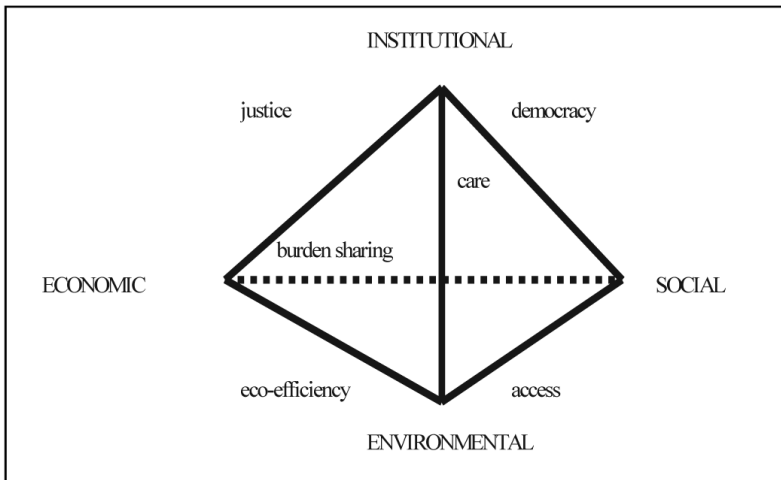 INSTITUTIONAL
justice
democracy
care
burden sharing
ECONOMIC
SOCIAL
eco-efficiency
access
ENVIRONMENTAL